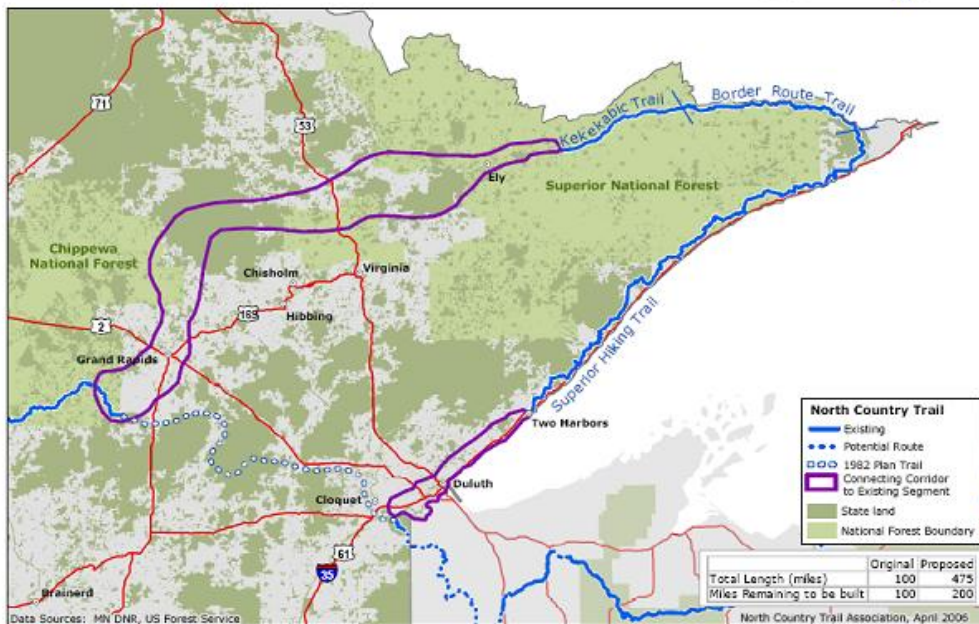 71
53
Kekekabic Trail
Border Route Trail
Ely
Superior National Forest
Chippewa
National Forest
Chisholm
Virginia
169
Hibbing
2
Grand Rapids
Superior Hiking Trail
Two Harbors
Duluth
Cloquet
61
35
Brainerd
North Country Trail
Existing
Potential Route
1982 Plan Trail
Connecting Corridor
to Existing Segment
State land
National Forest Boundary
Original Proposed
Total Length (miles) 100 475
Miles Remaining to be built 100 200
Data Sources: MN DNR, US Forest Service
North Country Trail Association, April 2006